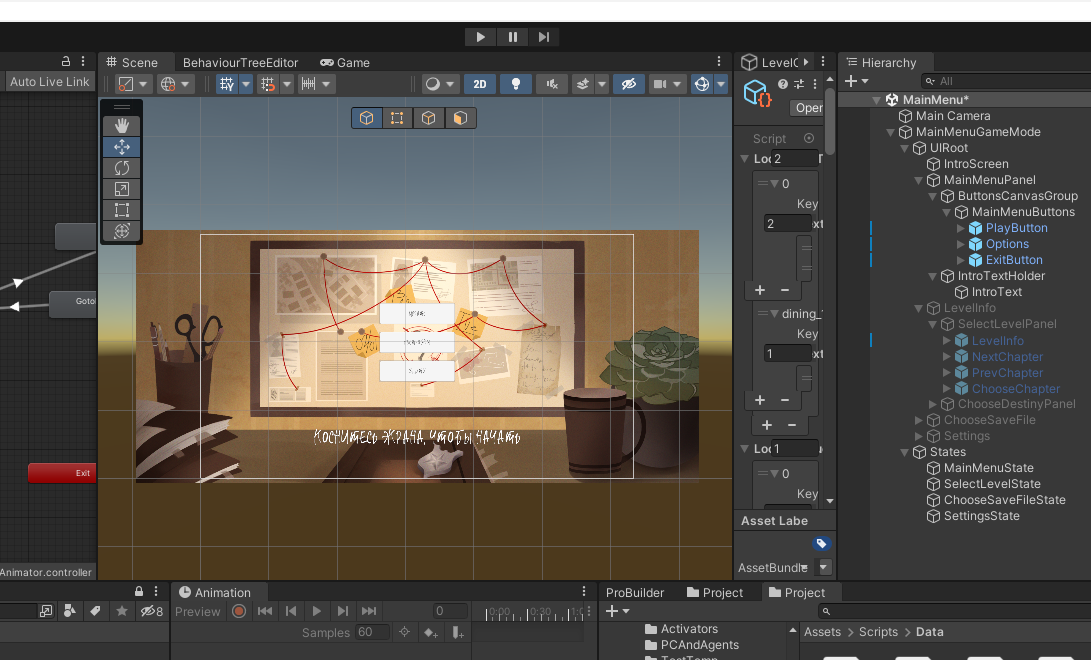 Auto Live Link
Scene
BehaviourTreeEditor
Game
2D
LevelC
Open
Script
Loc 2
0
Key
2
ext
dining_
Key
1
ext
Loc 1
0
Key
Asset Labe
AssetBundle
Hierarchy
All
MainMenu*
Main Camera
MainMenuGameMode
UIRoot
IntroScreen
MainMenuPanel
ButtonsCanvasGroup
MainMenuButtons
PlayButton
Options
ExitButton
IntroTextHolder
IntroText
LevelInfo
SelectLevelPanel
LevelInfo
NextChapter
PrevChapter
ChooseChapter
ChooseDestinyPanel
ChooseSaveFile
Settings
States
MainMenuState
SelectLevelState
ChooseSaveFileState
SettingsState
Goto
Exit
Коснитесь экрана, чтобы начать
Animator.controller
8
Animation
Preview
0
0:00
0:30
1:0
Samples 60
ProBuilder
Project
Project
Activators
PCAndAgents
TestTemp
Assets > Scripts > Data